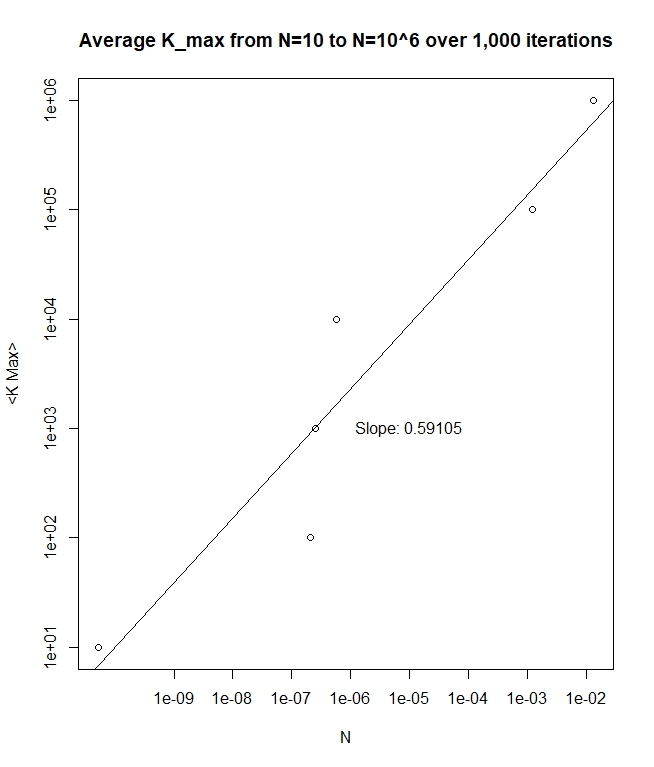 Average K_max from N=10 to N=10^6 over 1,000 iterations
<K Max>
1e+06
1e+05
1e+04
1e+03
1e+02
1e+01
Slope: 0.59105
1e-09 1e-08 1e-07 1e-06 1e-05 1e-04 1e-03 1e-02
N